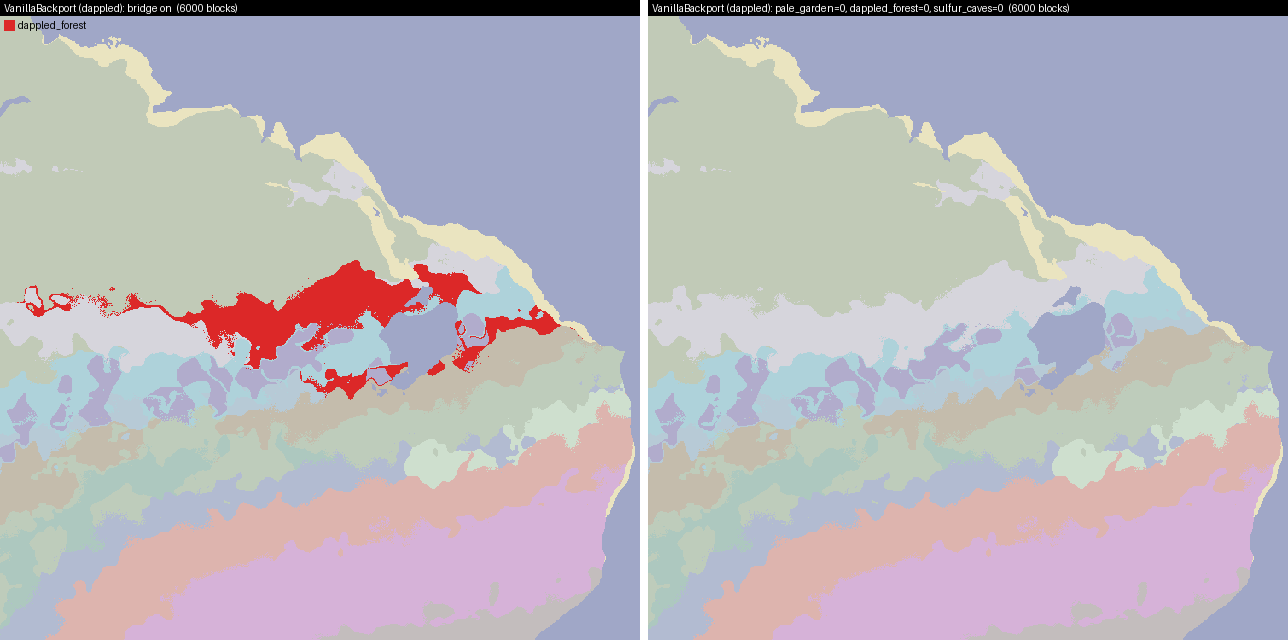 VanillaBackport (dappled): bridge on (6000 blocks)
VanillaBackport (dappled): pale_garden=0, dappled_forest=0, sulfur_caves=0 (6000 blocks)
dappled_forest